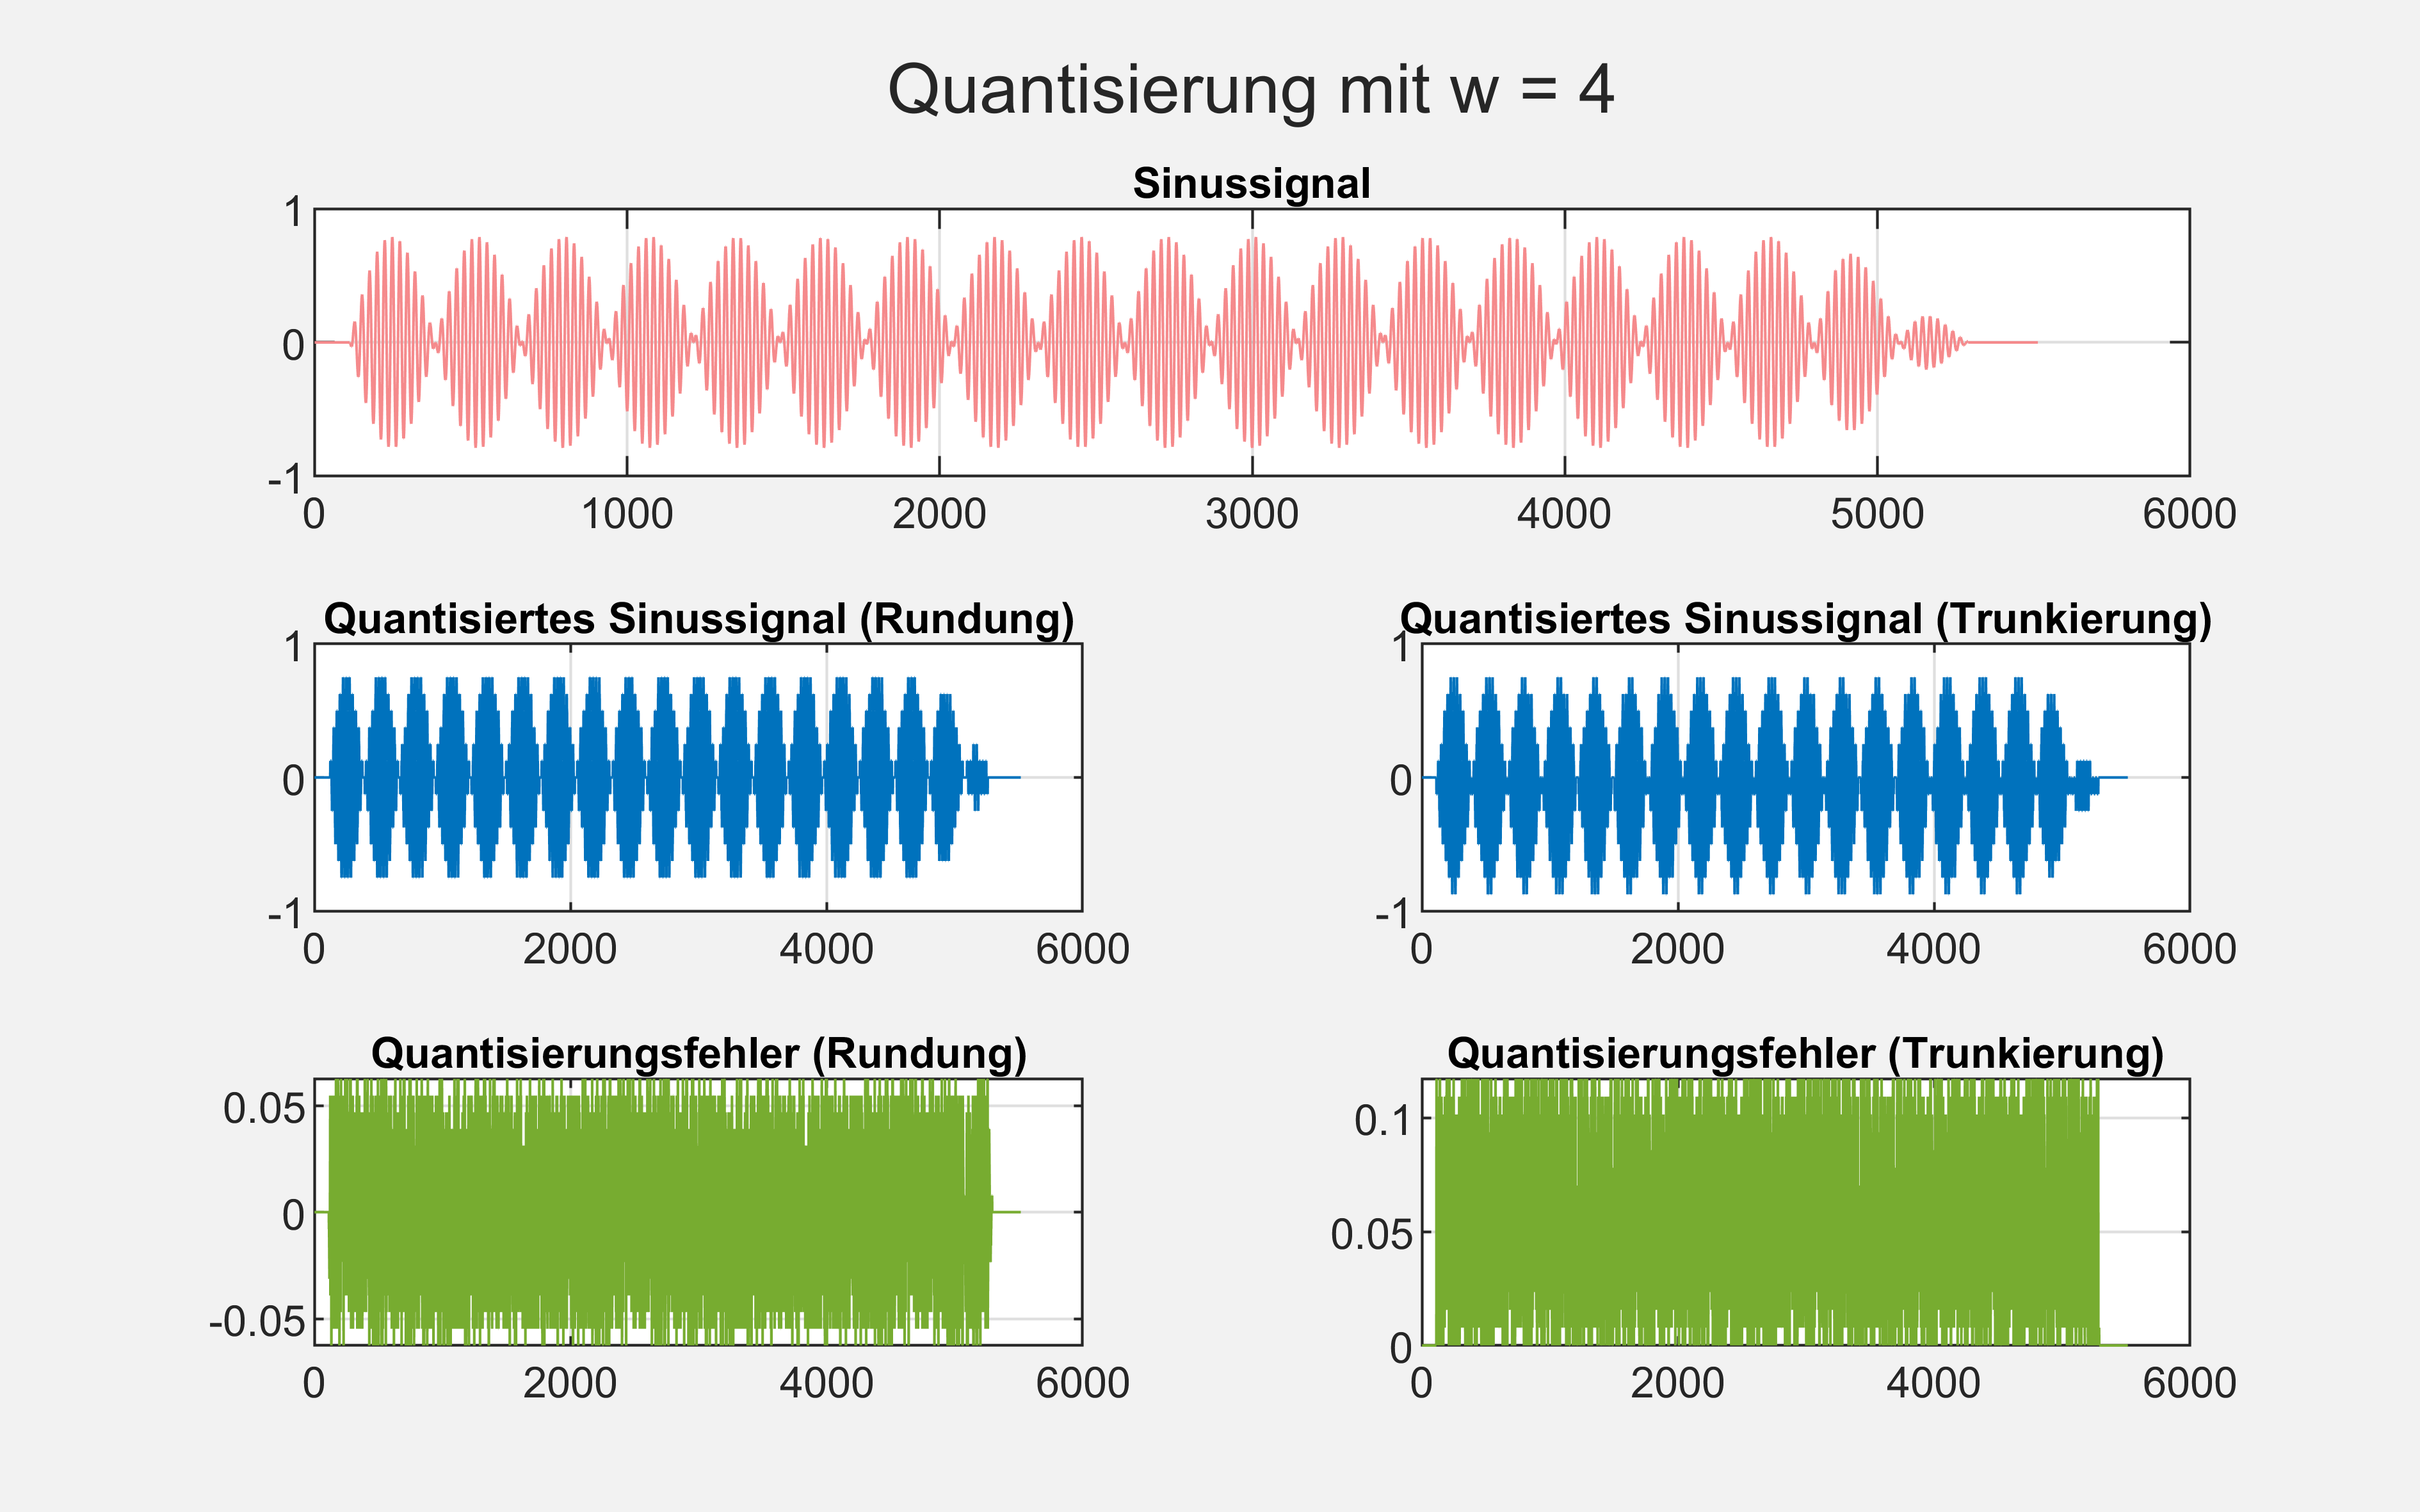 Quantisierung mit w = 4
Sinussignal
1
0
-1
0 1000 2000 3000 4000 5000 6000
Quantisiertes Sinussignal (Rundung) Quantisiertes Sinussignal (Trunkierung)
1 1
0 0
-1 -1
0 2000 4000 6000 0 2000 4000 6000
Quantisierungsfehler (Rundung) Quantisierungsfehler (Trunkierung)
0.05 0.1
0 0.05
-0.05 0
0 2000 4000 6000 0 2000 4000 6000